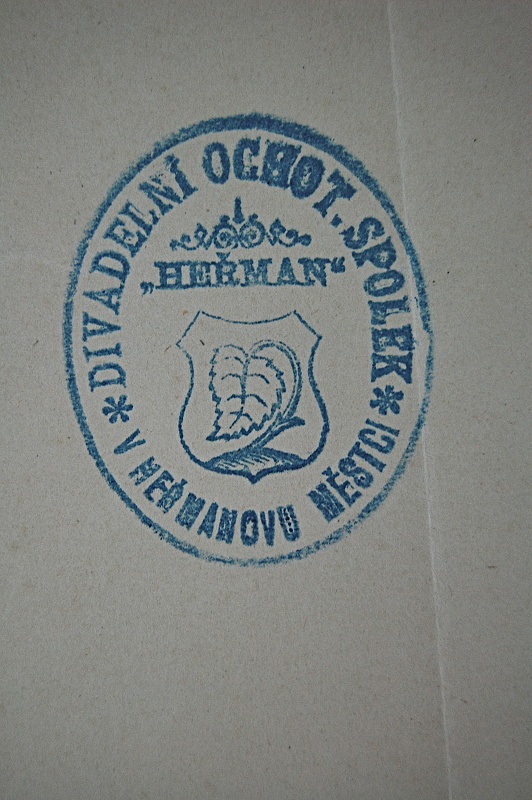 DIVADELNÍ OCHOT. SPOLEK
„HEŘMAN“
* V HEŘMANOVU MĚSTCI *